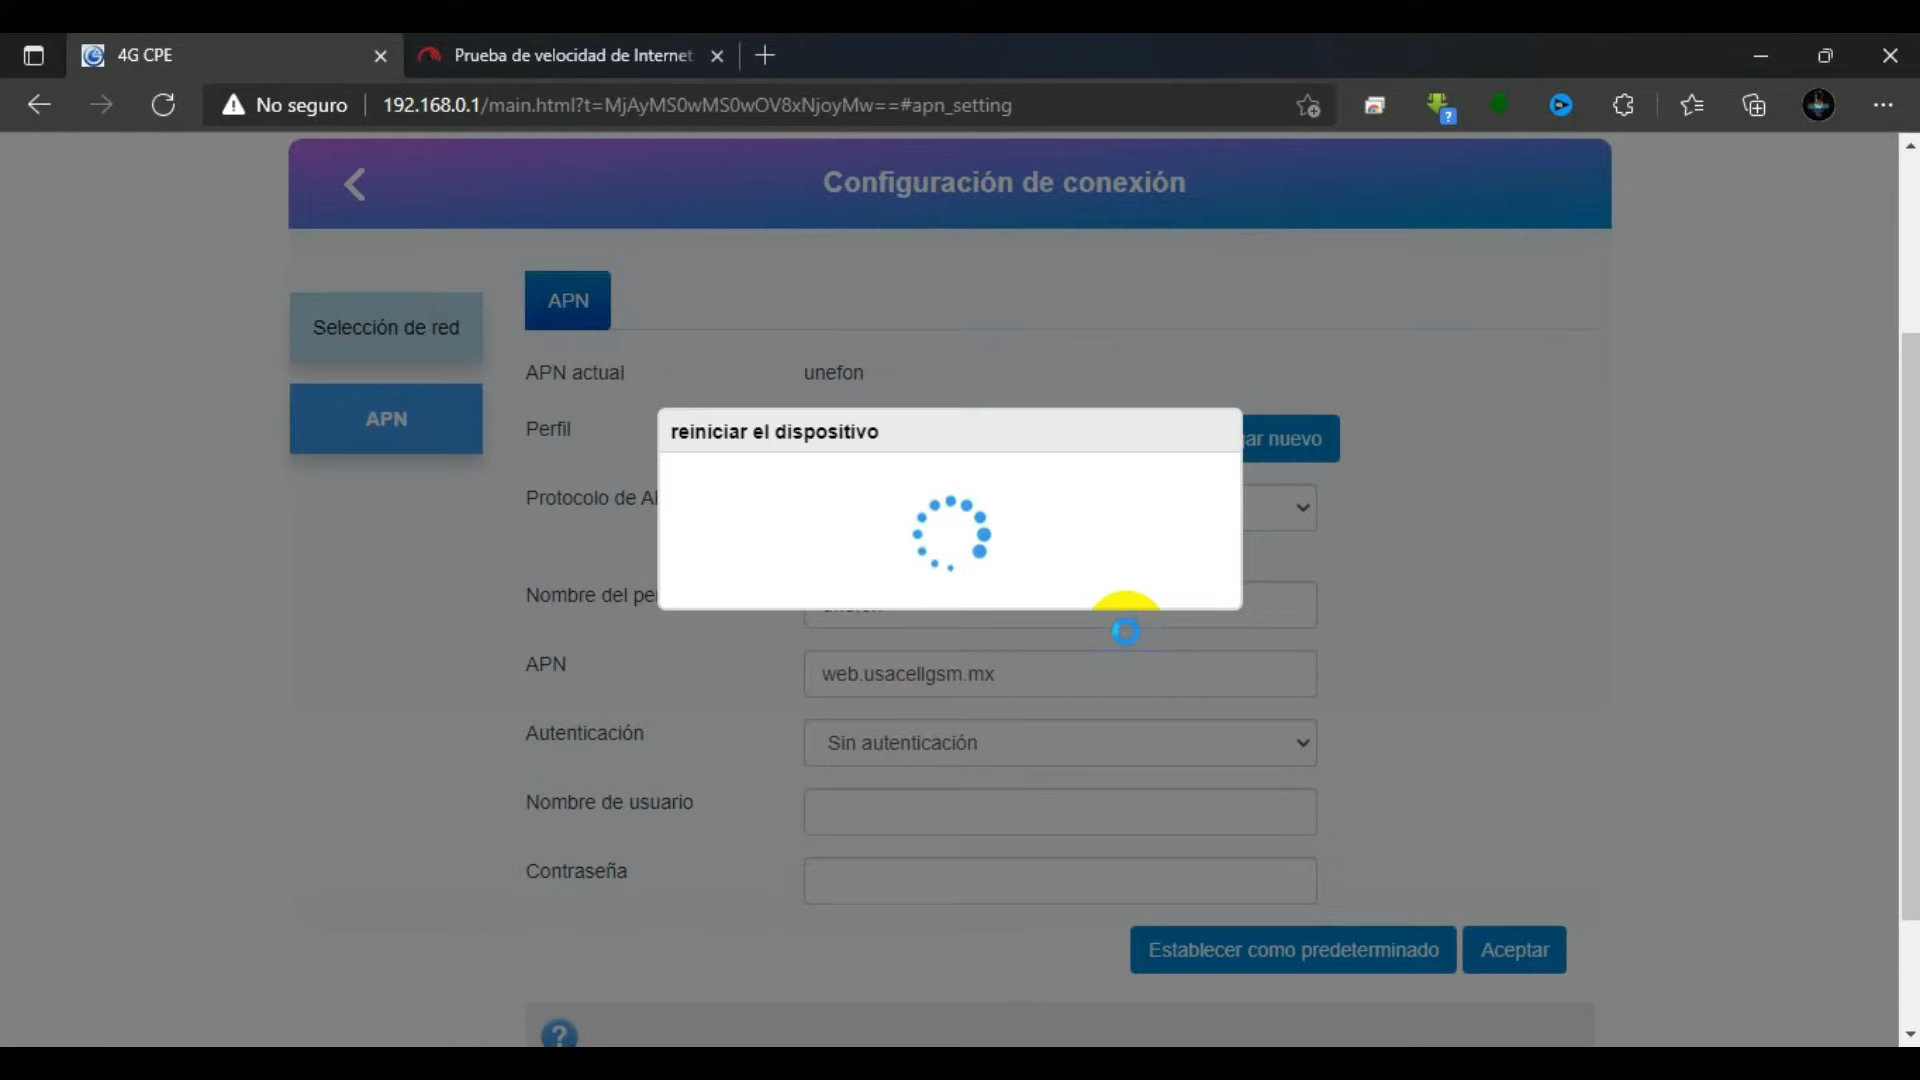 4G CPE
Prueba de velocidad de Internet
No seguro
192.168.0.1/main.html?t=MjAyMS0wMS0wOV8xNjoyMw==#apn_setting
?
Configuración de conexión
Selección de red
APN
APN
APN actual unefon
Perfil ar nuevo
Protocolo de A
reiniciar el dispositivo
Nombre del pe
APN web.usacellgsm.mx
Autenticación Sin autenticación
Nombre de usuario
Contraseña
Establecer como predeterminado Aceptar
?